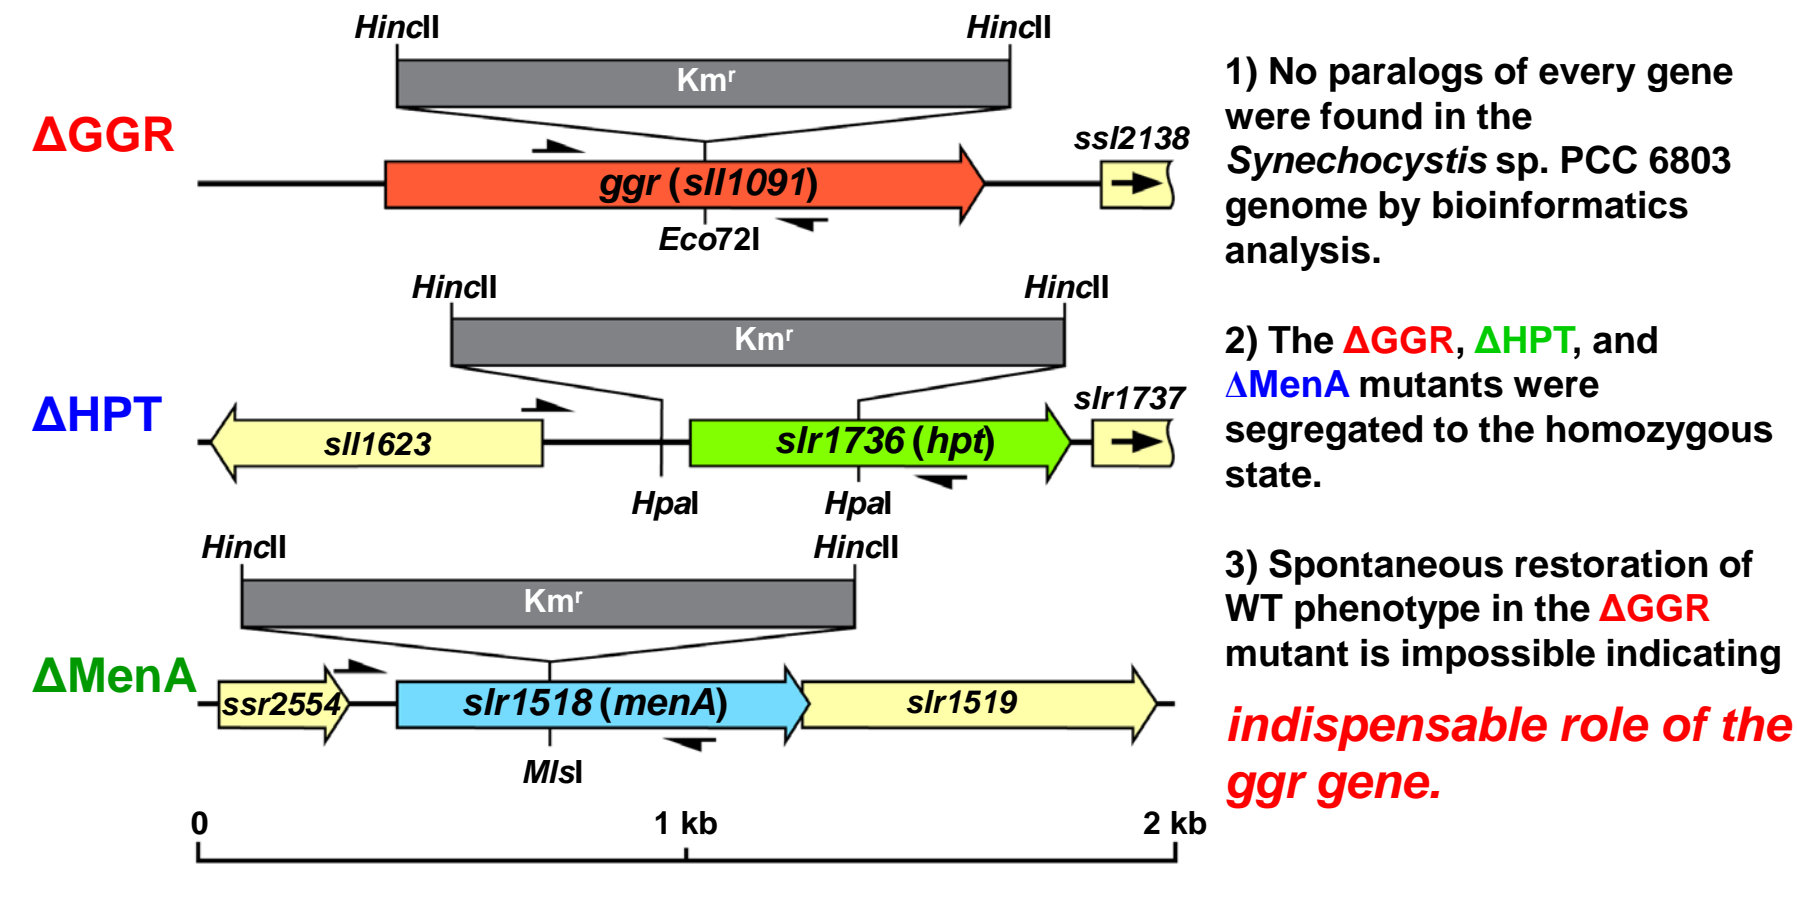 HincII HincII
Kmʳ
ΔGGR
ssl2138
ggr (sll1091)
Eco72I
HincII HincII
Kmʳ
ΔHPT
slr1737
sll1623
slr1736 (hpt)
HpaI HpaI
HincII HincII
Kmʳ
ΔMenA
ssr2554
slr1518 (menA)
slr1519
MlsI
0 1 kb 2 kb
1) No paralogs of every gene
were found in the
Synechocystis sp. PCC 6803
genome by bioinformatics
analysis.
2) The ΔGGR, ΔHPT, and
ΔMenA mutants were
segregated to the homozygous
state.
3) Spontaneous restoration of
WT phenotype in the ΔGGR
mutant is impossible indicating
indispensable role of the
ggr gene.